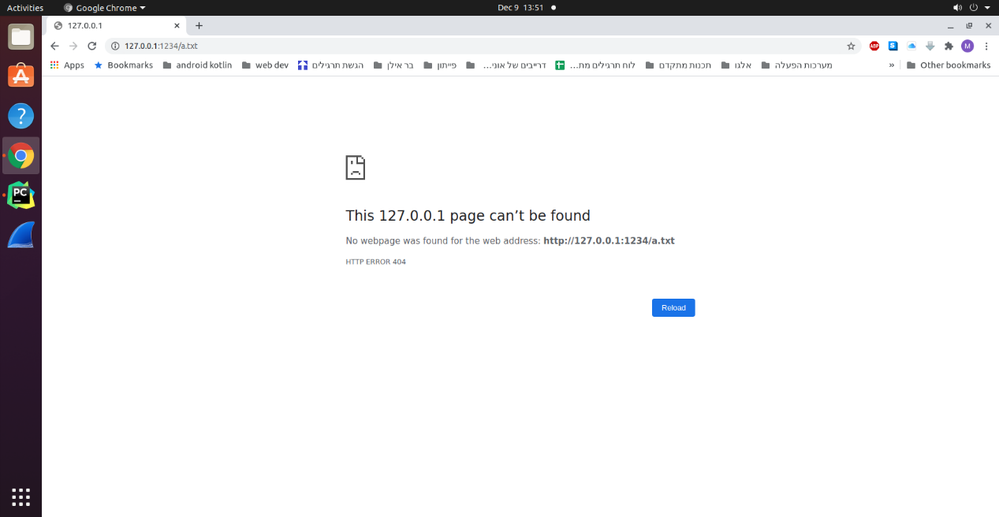 Activities Google Chrome Dec 9 13:51
127.0.0.1
127.0.0.1:1234/a.txt ABP S M
Apps Bookmarks android kotlin web dev הגשת תרגילים בר אילן פייתון דרייבים של אוני... לוח תרגילים מת... תכנות מתקדם אלגו מערכות הפעלה » Other bookmarks
?
PC
This 127.0.0.1 page can’t be found
No webpage was found for the web address: http://127.0.0.1:1234/a.txt
HTTP ERROR 404
Reload